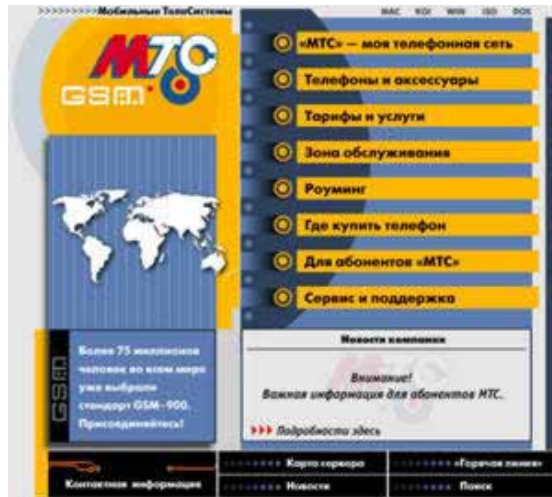 >>>>>>>>>Мобильные ТелеСистемы
MAC KOI WIN ISO DOS
МТС
GSM
«МТС» — моя телефонная сеть
Телефоны и аксессуары
Тарифы и услуги
Зона обслуживания
Роуминг
Где купить телефон
Для абонентов «МТС»
Сервис и поддержка
GSM
Более 75 миллионов
человек во всем мире
уже выбрали
стандарт GSM-900.
Присоединяйтесь!
Новости компании
Внимание!
Важная информация для абонентов МТС.
Подробности здесь
Контактная информация
Карта сервера
«Горячая линия»
Новости
Поиск